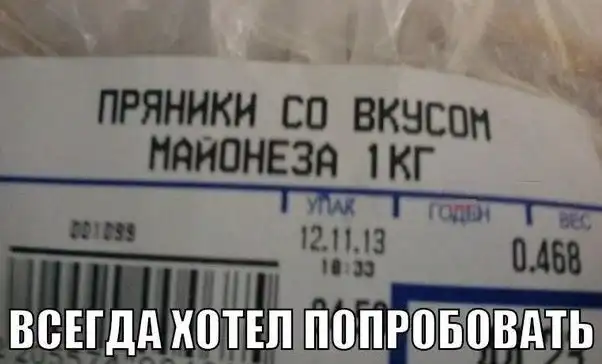 ПРЯНИКИ СО ВКУСОМ
МАЙОНЕЗА 1КГ
УПАК ГОДЕН ВЕС
001099 12.11.13 0.468
18:33
ВСЕГДА ХОТЕЛ ПОПРОБОВАТЬ